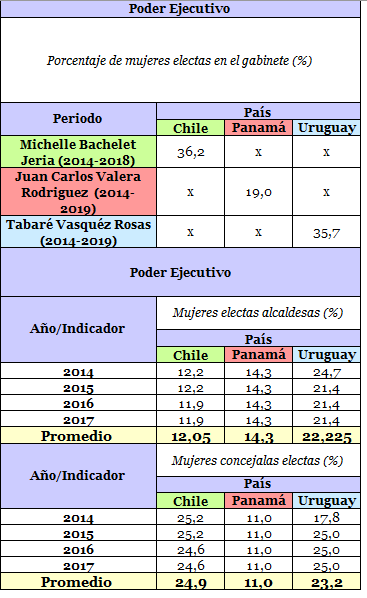 Poder Ejecutivo
Porcentaje de mujeres electas en el gabinete (%)
Periodo
País
Chile Panamá Uruguay
Michelle Bachelet
Jeria (2014-2018) 36,2 x x
Juan Carlos Valera
Rodriguez (2014-
2019) x 19,0 x
Tabaré Vasquéz Rosas
(2014-2019) x x 35,7
Poder Ejecutivo
Año/Indicador
Mujeres electas alcaldesas (%)
País
Chile Panamá Uruguay
2014 12,2 14,3 24,7
2015 12,2 14,3 21,4
2016 11,9 14,3 21,4
2017 11,9 14,3 21,4
Promedio 12,05 14,3 22,225
Año/Indicador
Mujeres concejalas electas (%)
País
Chile Panamá Uruguay
2014 25,2 11,0 17,8
2015 25,2 11,0 25,0
2016 24,6 11,0 25,0
2017 24,6 11,0 25,0
Promedio 24,9 11,0 23,2